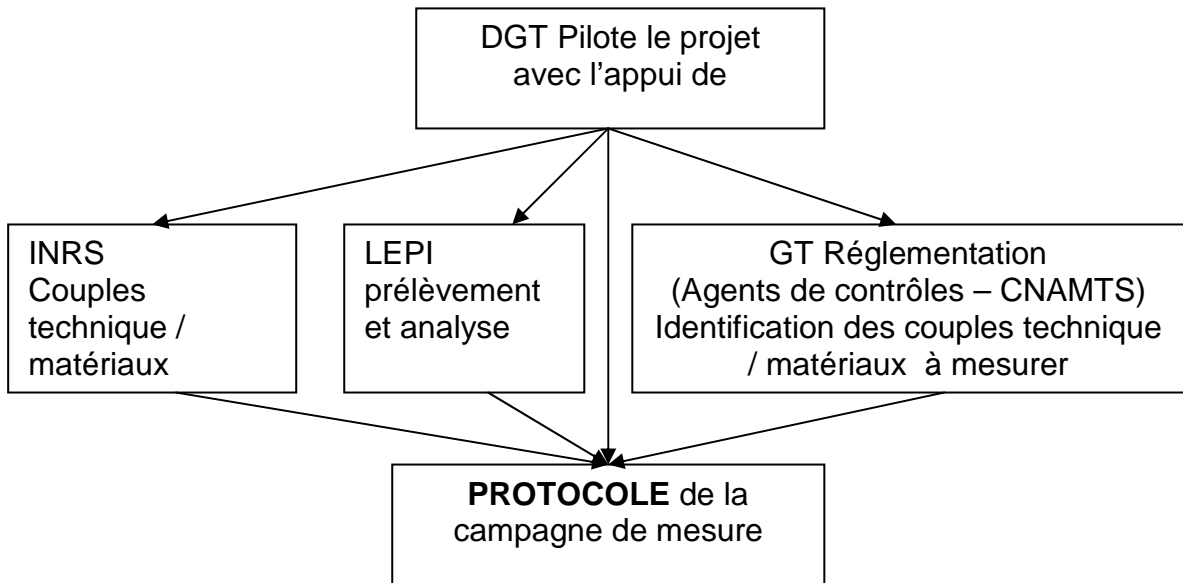 DGT Pilote le projet
avec l’appui de
INRS
Couples
technique /
matériaux
LEPI
prélèvement
et analyse
GT Réglementation
(Agents de contrôles – CNAMTS)
Identification des couples technique
/ matériaux à mesurer
PROTOCOLE de la
campagne de mesure